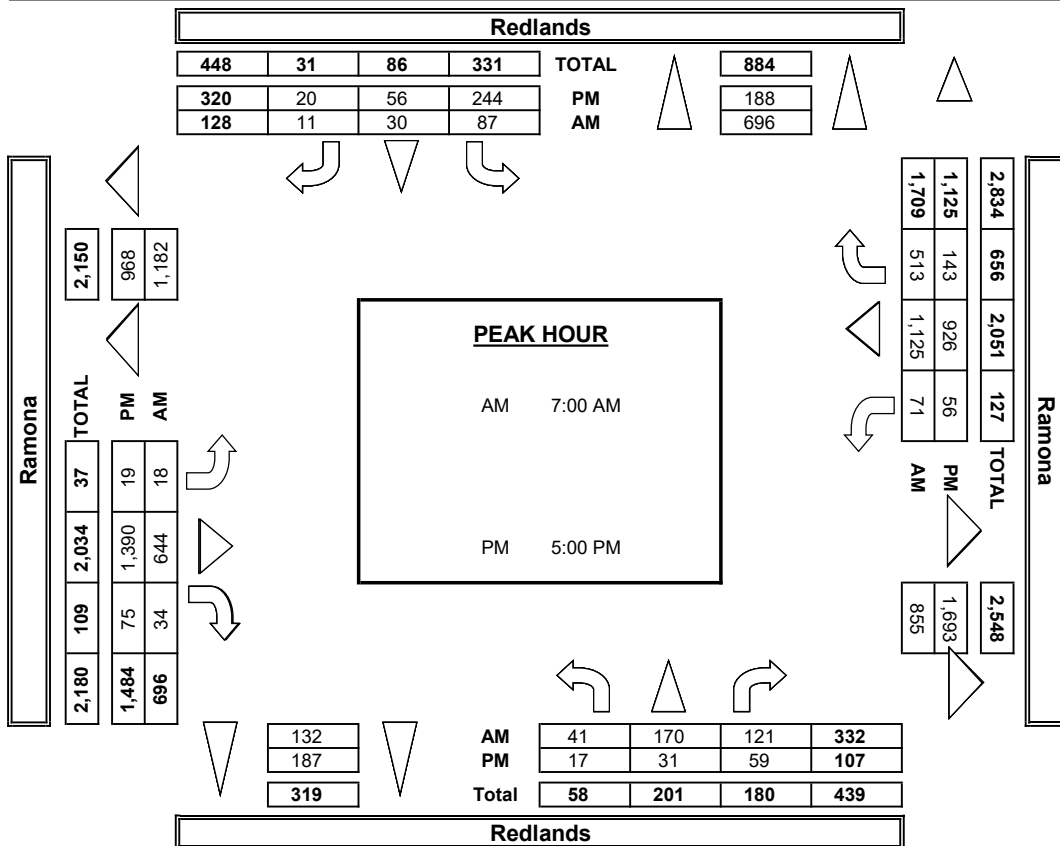 Redlands
448 31 86 331 TOTAL 884
320 20 56 244 PM 188
128 11 30 87 AM 696
Ramona
2,150
968
1,182
TOTAL
PM
AM
37 19 18
2,034 1,390 644
109 75 34
2,180 1,484 696
PEAK HOUR
AM 7:00 AM
PM 5:00 PM
1,709 1,125 2,834
513 143 656
1,125 926 2,051
71 56 127
AM PM TOTAL
855 1,693 2,548
Ramona
132 AM 41 170 121 332
187 PM 17 31 59 107
319 Total 58 201 180 439
Redlands